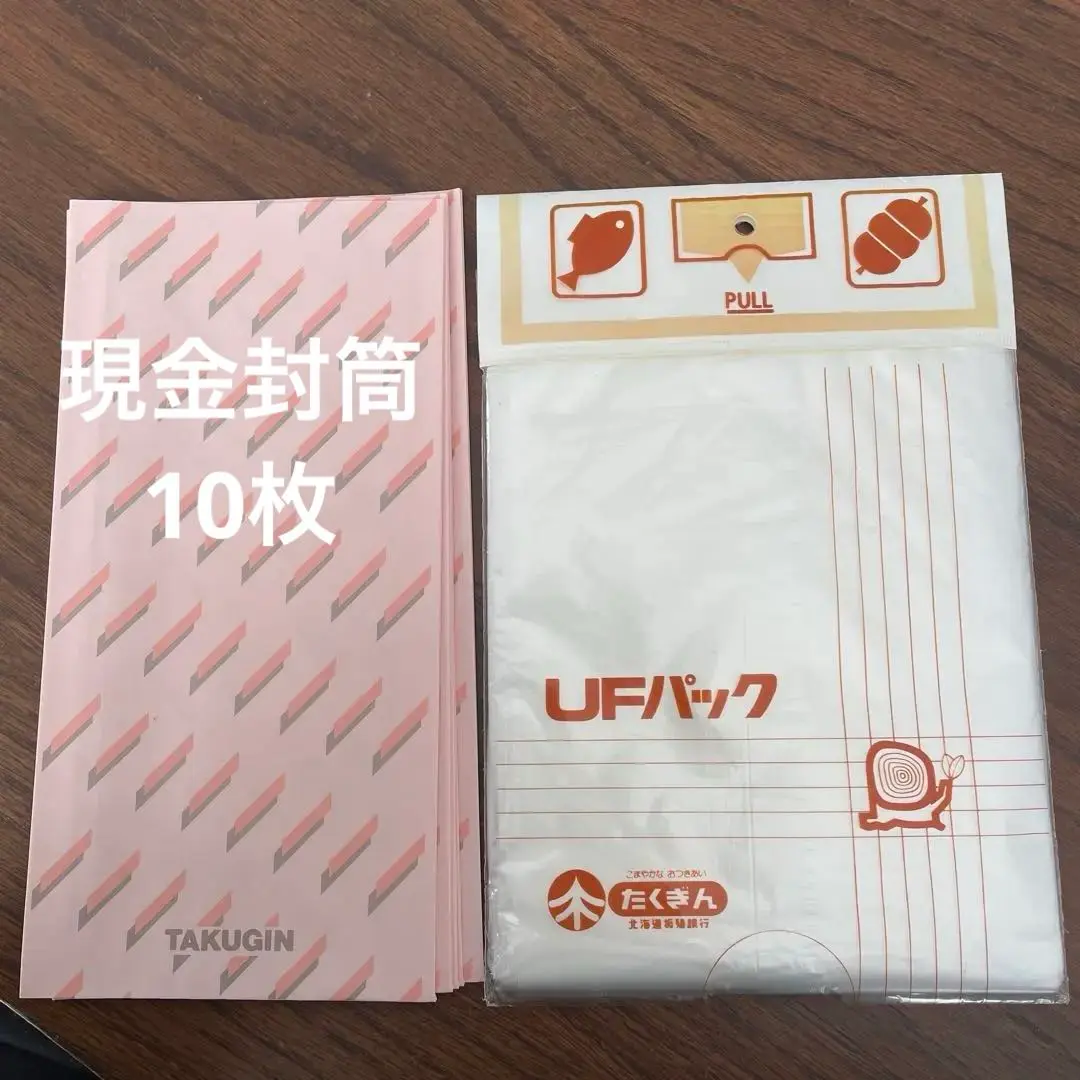 現金封筒
10枚
TAKUGIN
PULL
UFパック
こまやかな おつきあい
たくぎん
北海道拓殖銀行